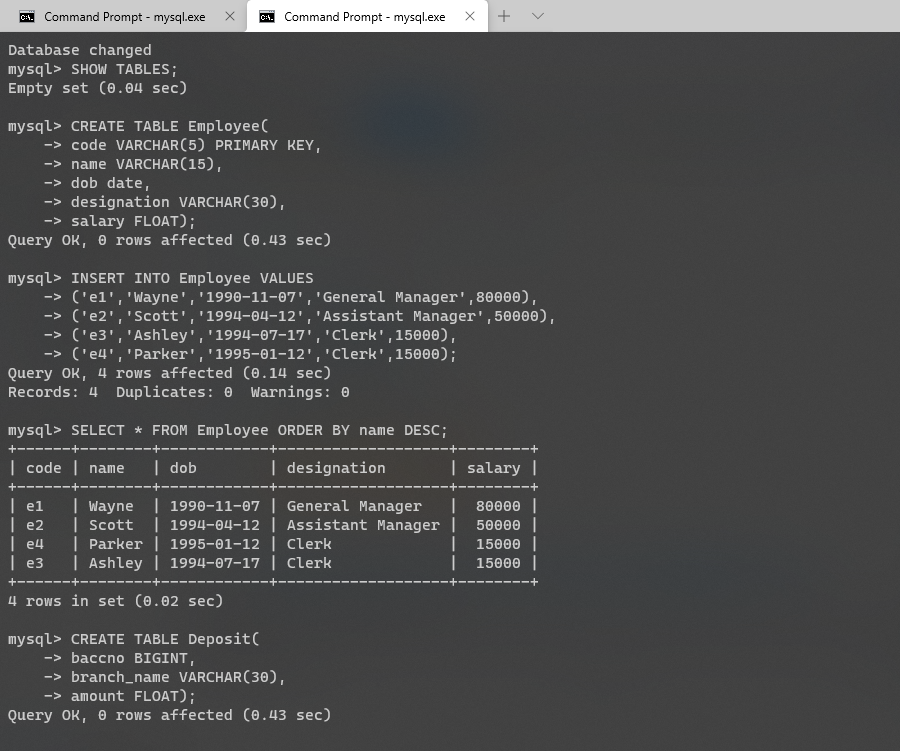 Command Prompt - mysql.exe
Command Prompt - mysql.exe
Database changed
mysql> SHOW TABLES;
Empty set (0.04 sec)
mysql> CREATE TABLE Employee(
    -> code VARCHAR(5) PRIMARY KEY,
    -> name VARCHAR(15),
    -> dob date,
    -> designation VARCHAR(30),
    -> salary FLOAT);
Query OK, 0 rows affected (0.43 sec)
mysql> INSERT INTO Employee VALUES
    -> ('e1','Wayne','1990-11-07','General Manager',80000),
    -> ('e2','Scott','1994-04-12','Assistant Manager',50000),
    -> ('e3','Ashley','1994-07-17','Clerk',15000),
    -> ('e4','Parker','1995-01-12','Clerk',15000);
Query OK, 4 rows affected (0.14 sec)
Records: 4  Duplicates: 0  Warnings: 0
mysql> SELECT * FROM Employee ORDER BY name DESC;
+------+--------+------------+-------------------+--------+
| code | name   | dob        | designation       | salary |
+------+--------+------------+-------------------+--------+
| e1   | Wayne  | 1990-11-07 | General Manager   |  80000 |
| e2   | Scott  | 1994-04-12 | Assistant Manager |  50000 |
| e4   | Parker | 1995-01-12 | Clerk             |  15000 |
| e3   | Ashley | 1994-07-17 | Clerk             |  15000 |
+------+--------+------------+-------------------+--------+
4 rows in set (0.02 sec)
mysql> CREATE TABLE Deposit(
    -> baccno BIGINT,
    -> branch_name VARCHAR(30),
    -> amount FLOAT);
Query OK, 0 rows affected (0.43 sec)